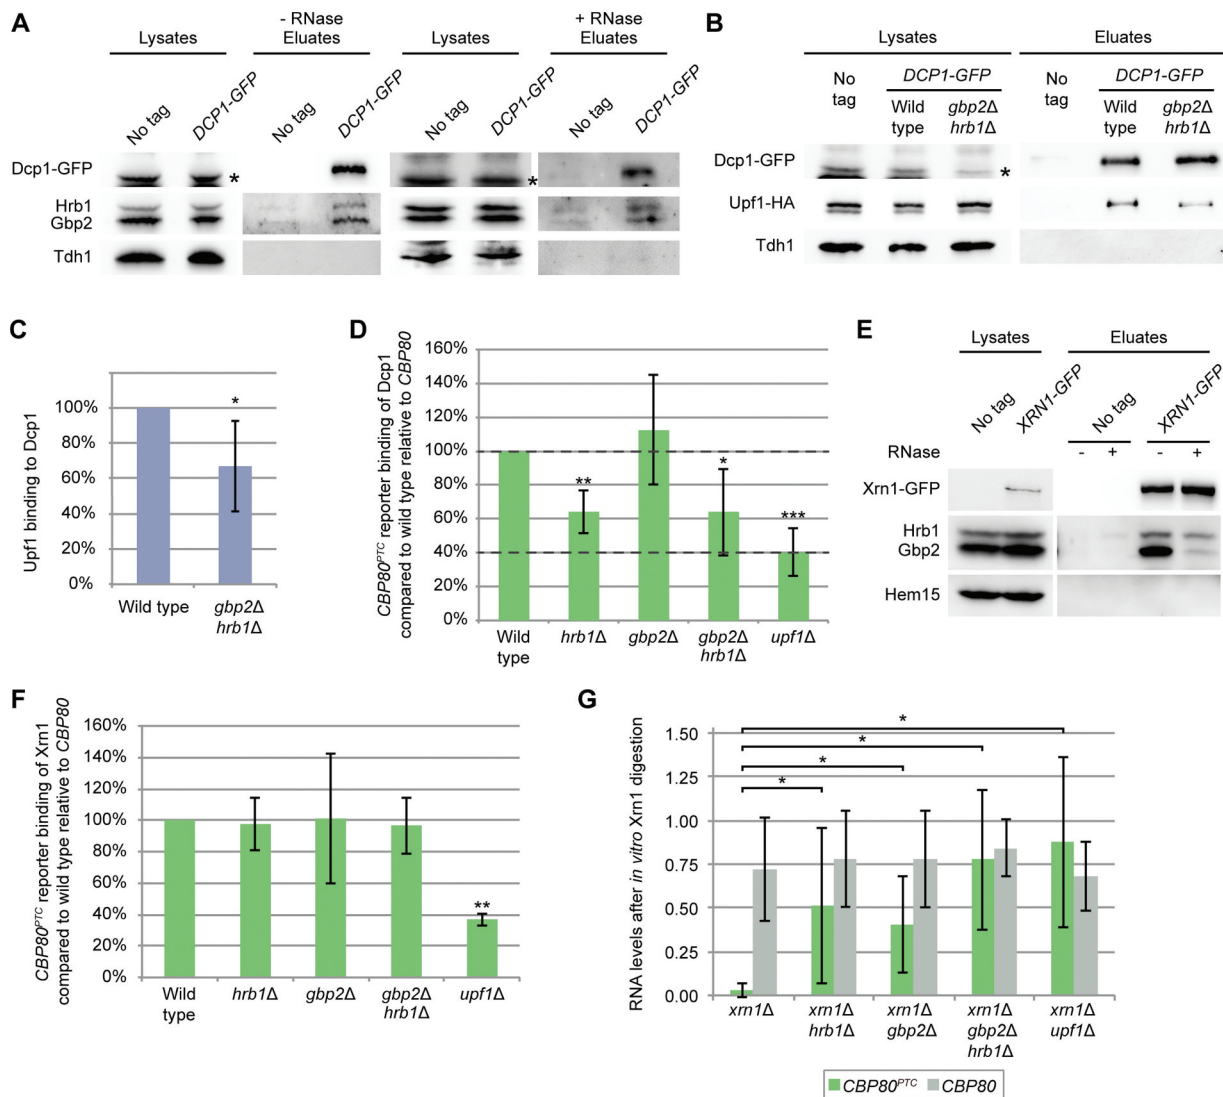 A
- RNase
+ RNase
Lysates
Eluates
Lysates
Eluates
No tag
DCP1-GFP
No tag
DCP1-GFP
No tag
DCP1-GFP
No tag
DCP1-GFP
Dcp1-GFP
*
*
Hrb1
Gbp2
Tdh1
B
Lysates
Eluates
No tag
DCP1-GFP
Wild type
gbp2Δ hrb1Δ
No tag
DCP1-GFP
Wild type
gbp2Δ hrb1Δ
Dcp1-GFP
*
Upf1-HA
Tdh1
C
Upf1 binding to Dcp1
100%
80%
60%
40%
20%
0%
*
Wild type
gbp2Δ
hrb1Δ
D
CBP80PTC reporter binding of Dcp1
compared to wild type relative to CBP80
160%
140%
120%
100%
80%
60%
40%
20%
0%
**
*
***
Wild type
hrb1Δ
gbp2Δ
gbp2Δ hrb1Δ
upf1Δ
E
Lysates
Eluates
No tag
XRN1-GFP
No tag
XRN1-GFP
RNase
- + - +
Xrn1-GFP
Hrb1
Gbp2
Hem15
F
CBP80PTC reporter binding of Xrn1
compared to wild type relative to CBP80
160%
140%
120%
100%
80%
60%
40%
20%
0%
**
Wild type
hrb1Δ
gbp2Δ
gbp2Δ hrb1Δ
upf1Δ
G
RNA levels after in vitro Xrn1 digestion
1.50
1.25
1.00
0.75
0.50
0.25
0.00
*
*
*
*
xrn1Δ
xrn1Δ hrb1Δ
xrn1Δ gbp2Δ
xrn1Δ gbp2Δ hrb1Δ
xrn1Δ upf1Δ
CBP80PTC
CBP80